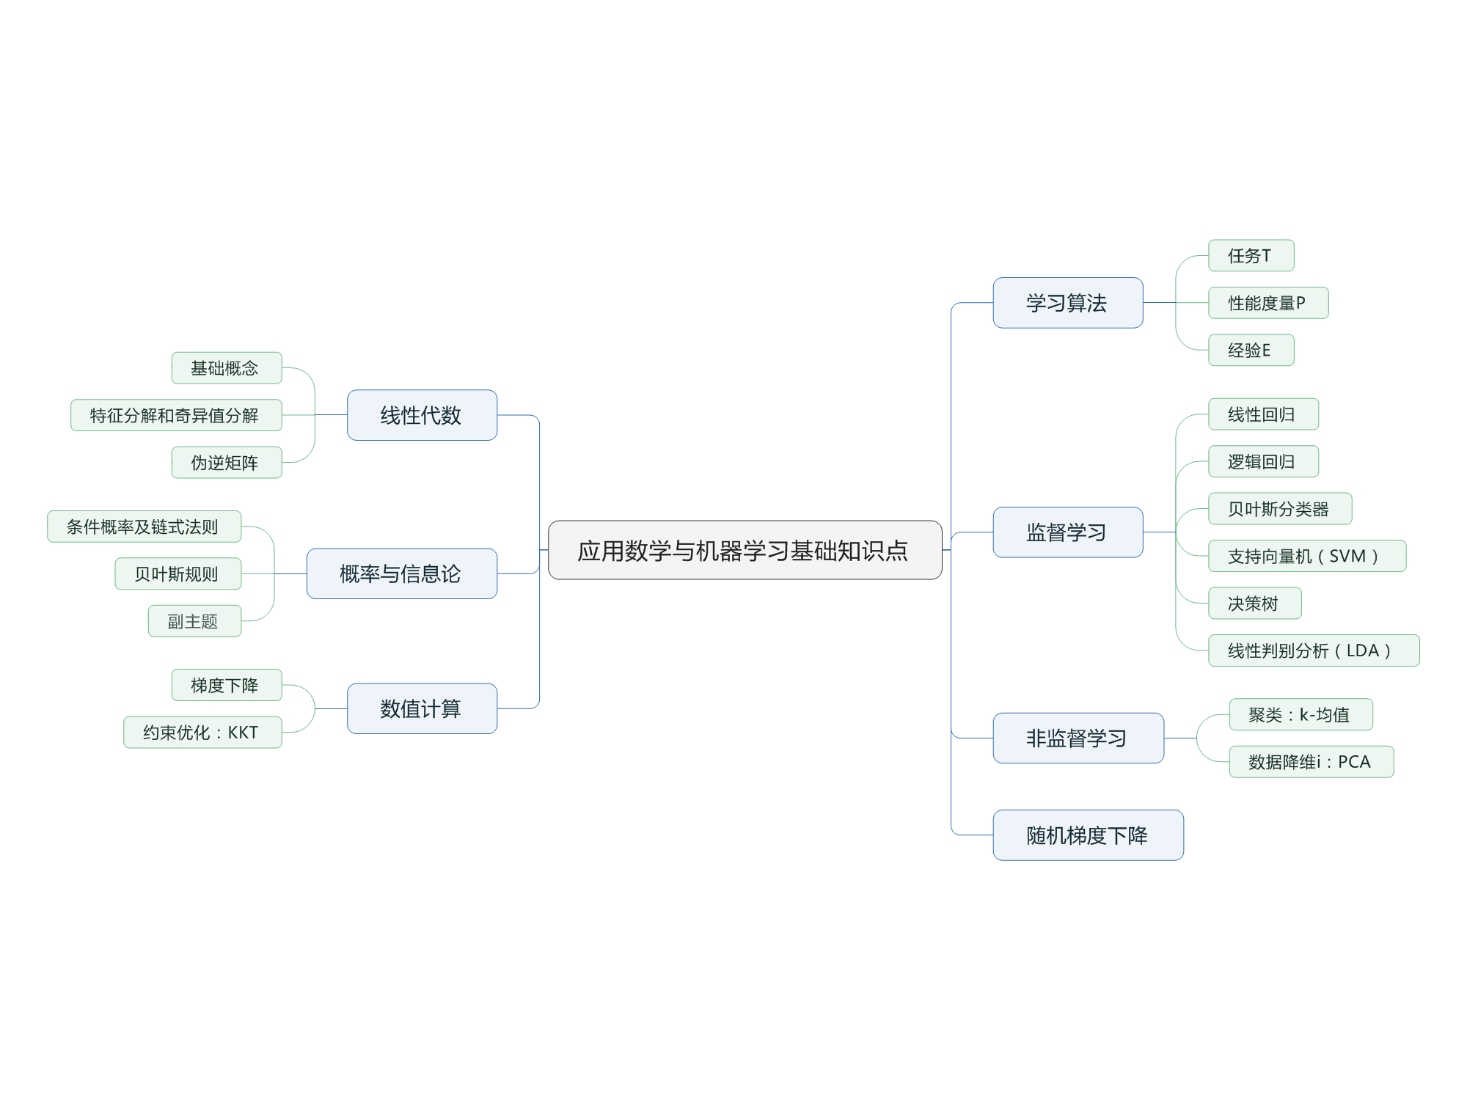 应用数学与机器学习基础知识点
线性代数
基础概念
特征分解和奇异值分解
伪逆矩阵
概率与信息论
条件概率及链式法则
贝叶斯规则
副主题
数值计算
梯度下降
约束优化：KKT
学习算法
任务T
性能度量P
经验E
监督学习
线性回归
逻辑回归
贝叶斯分类器
支持向量机（SVM）
决策树
线性判别分析（LDA）
非监督学习
聚类：k-均值
数据降维i：PCA
随机梯度下降